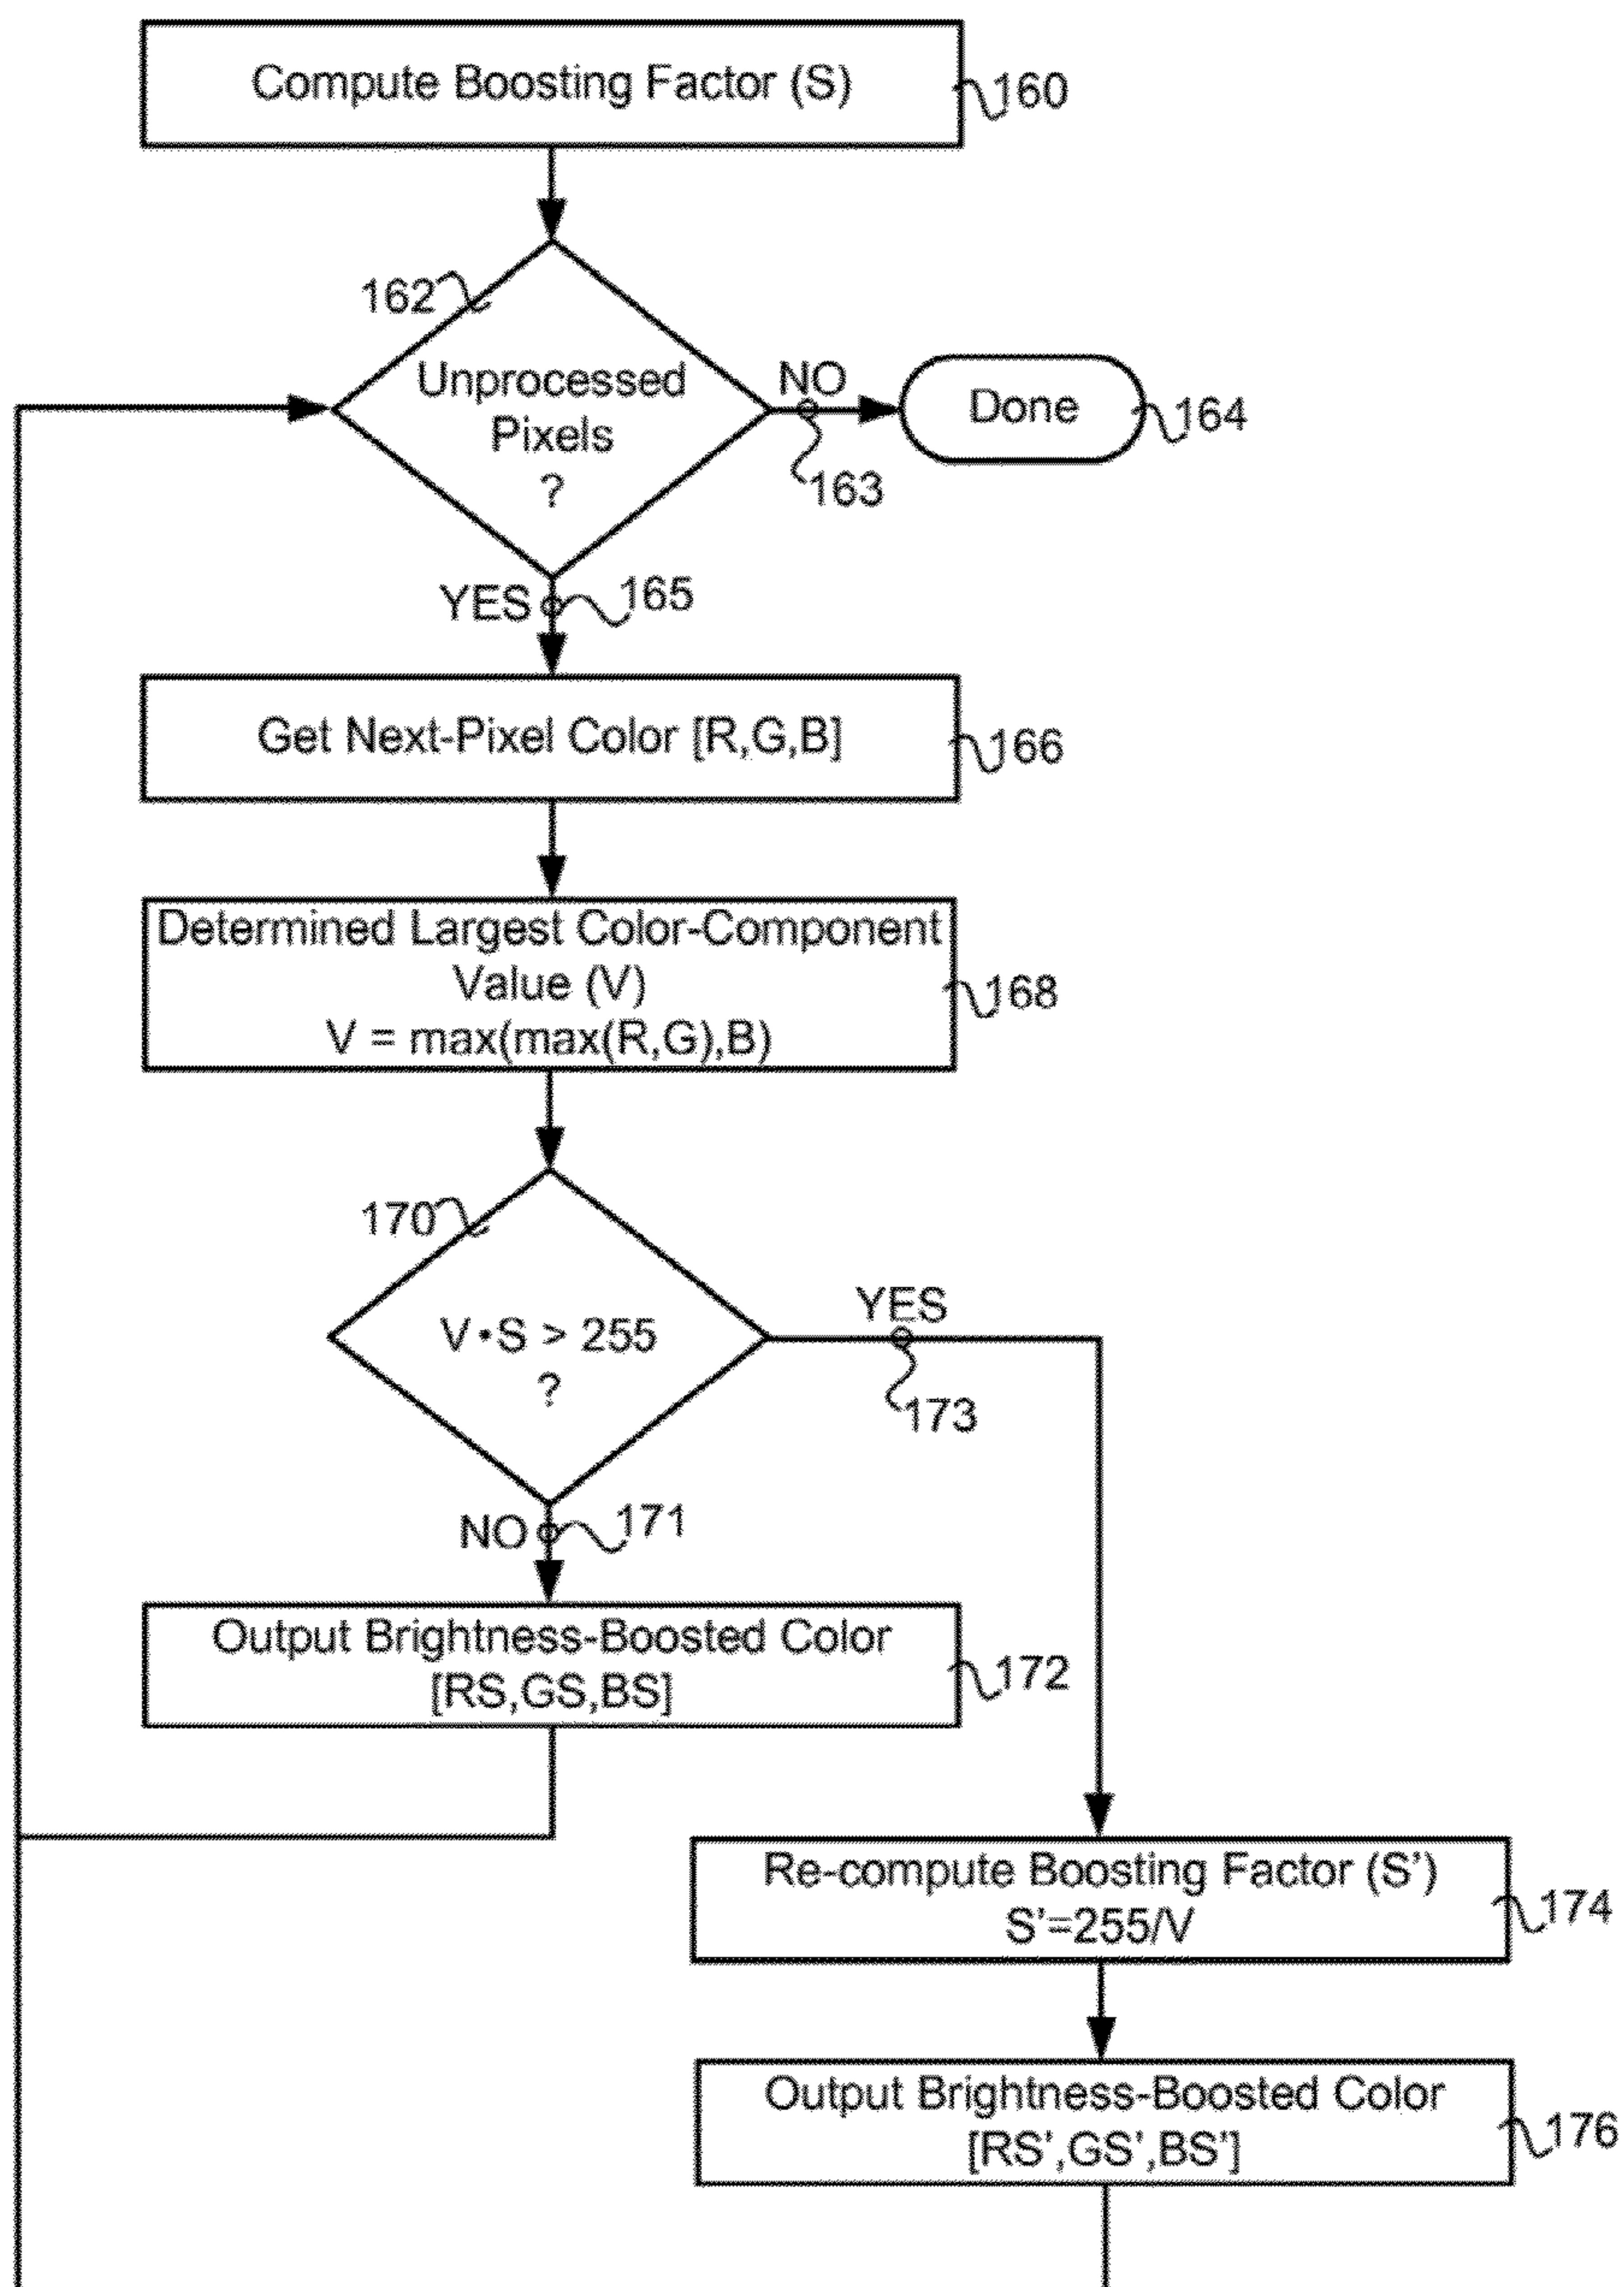 Compute Boosting Factor (S)
160
162
Unprocessed
Pixels
?
NO
163
Done
164
YES
165
Get Next-Pixel Color [R,G,B]
166
Determined Largest Color-Component
Value (V)
V = max(max(R,G),B)
168
170
V•S > 255
?
YES
173
NO
171
Output Brightness-Boosted Color
[RS,GS,BS]
172
Re-compute Boosting Factor (S’)
S’=255/V
174
Output Brightness-Boosted Color
[RS’,GS’,BS’]
176